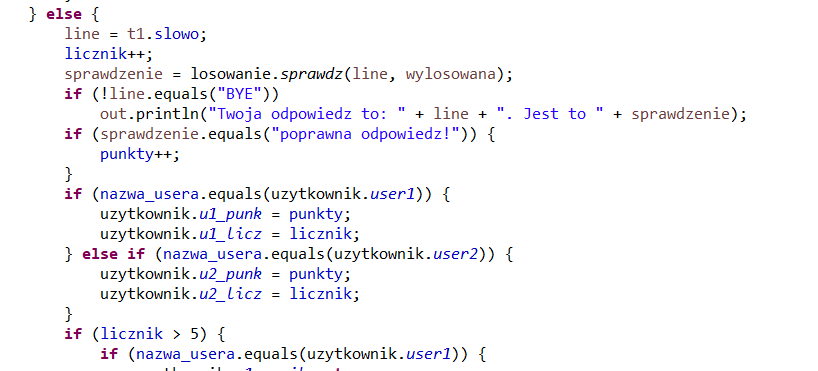 } else {
line = t1.slowo;
licznik++;
sprawdzenie = losowanie.sprawdz(line, wylosowana);
if (!line.equals("BYE"))
out.println("Twoja odpowiedz to: " + line + ". Jest to " + sprawdzenie);
if (sprawdzenie.equals("poprawna odpowiedz!")) {
punkty++;
}
if (nazwa_usera.equals(uzytkownik.user1)) {
uzytkownik.u1_punk = punkty;
uzytkownik.u1_licz = licznik;
} else if (nazwa_usera.equals(uzytkownik.user2)) {
uzytkownik.u2_punk = punkty;
uzytkownik.u2_licz = licznik;
}
if (licznik > 5) {
if (nazwa_usera.equals(uzytkownik.user1)) {